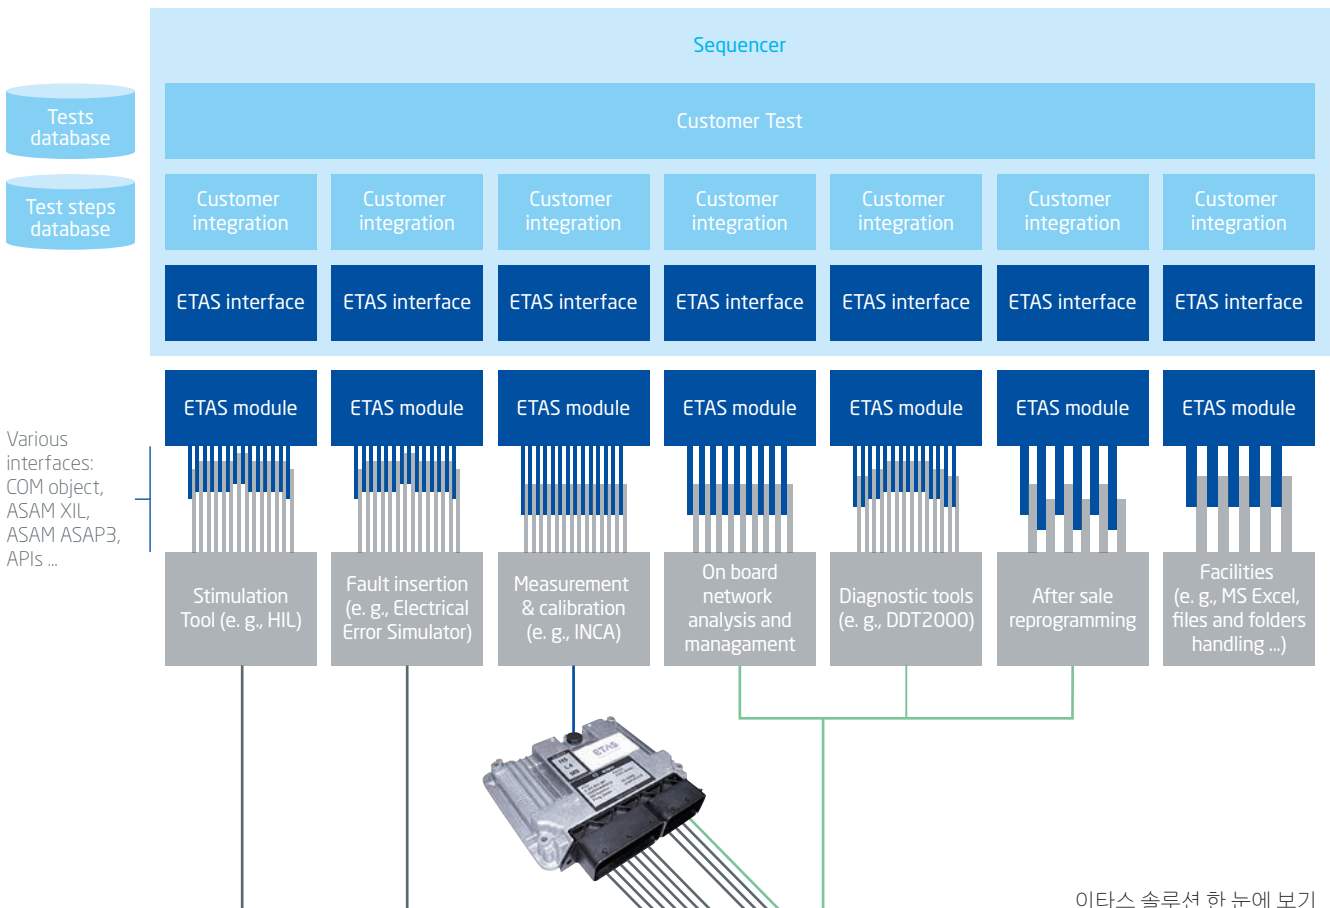 Sequencer
Tests
database
Customer Test
Test steps
database
Customer
integration
Customer
integration
Customer
integration
Customer
integration
Customer
integration
Customer
integration
Customer
integration
ETAS interface
ETAS interface
ETAS interface
ETAS interface
ETAS interface
ETAS interface
ETAS interface
ETAS module
ETAS module
ETAS module
ETAS module
ETAS module
ETAS module
ETAS module
Various
interfaces:
COM object,
ASAM XIL,
ASAM ASAP3,
APIs ...
Stimulation
Tool (e. g., HIL)
Fault insertion
(e. g., Electrical
Error Simulator)
Measurement
& calibration
(e. g., INCA)
On board
network
analysis and
managament
Diagnostic tools
(e. g., DDT2000)
After sale
reprogramming
Facilities
(e. g., MS Excel,
files and folders
handling ...)
ETAS
이타스 솔루션 한 눈에 보기